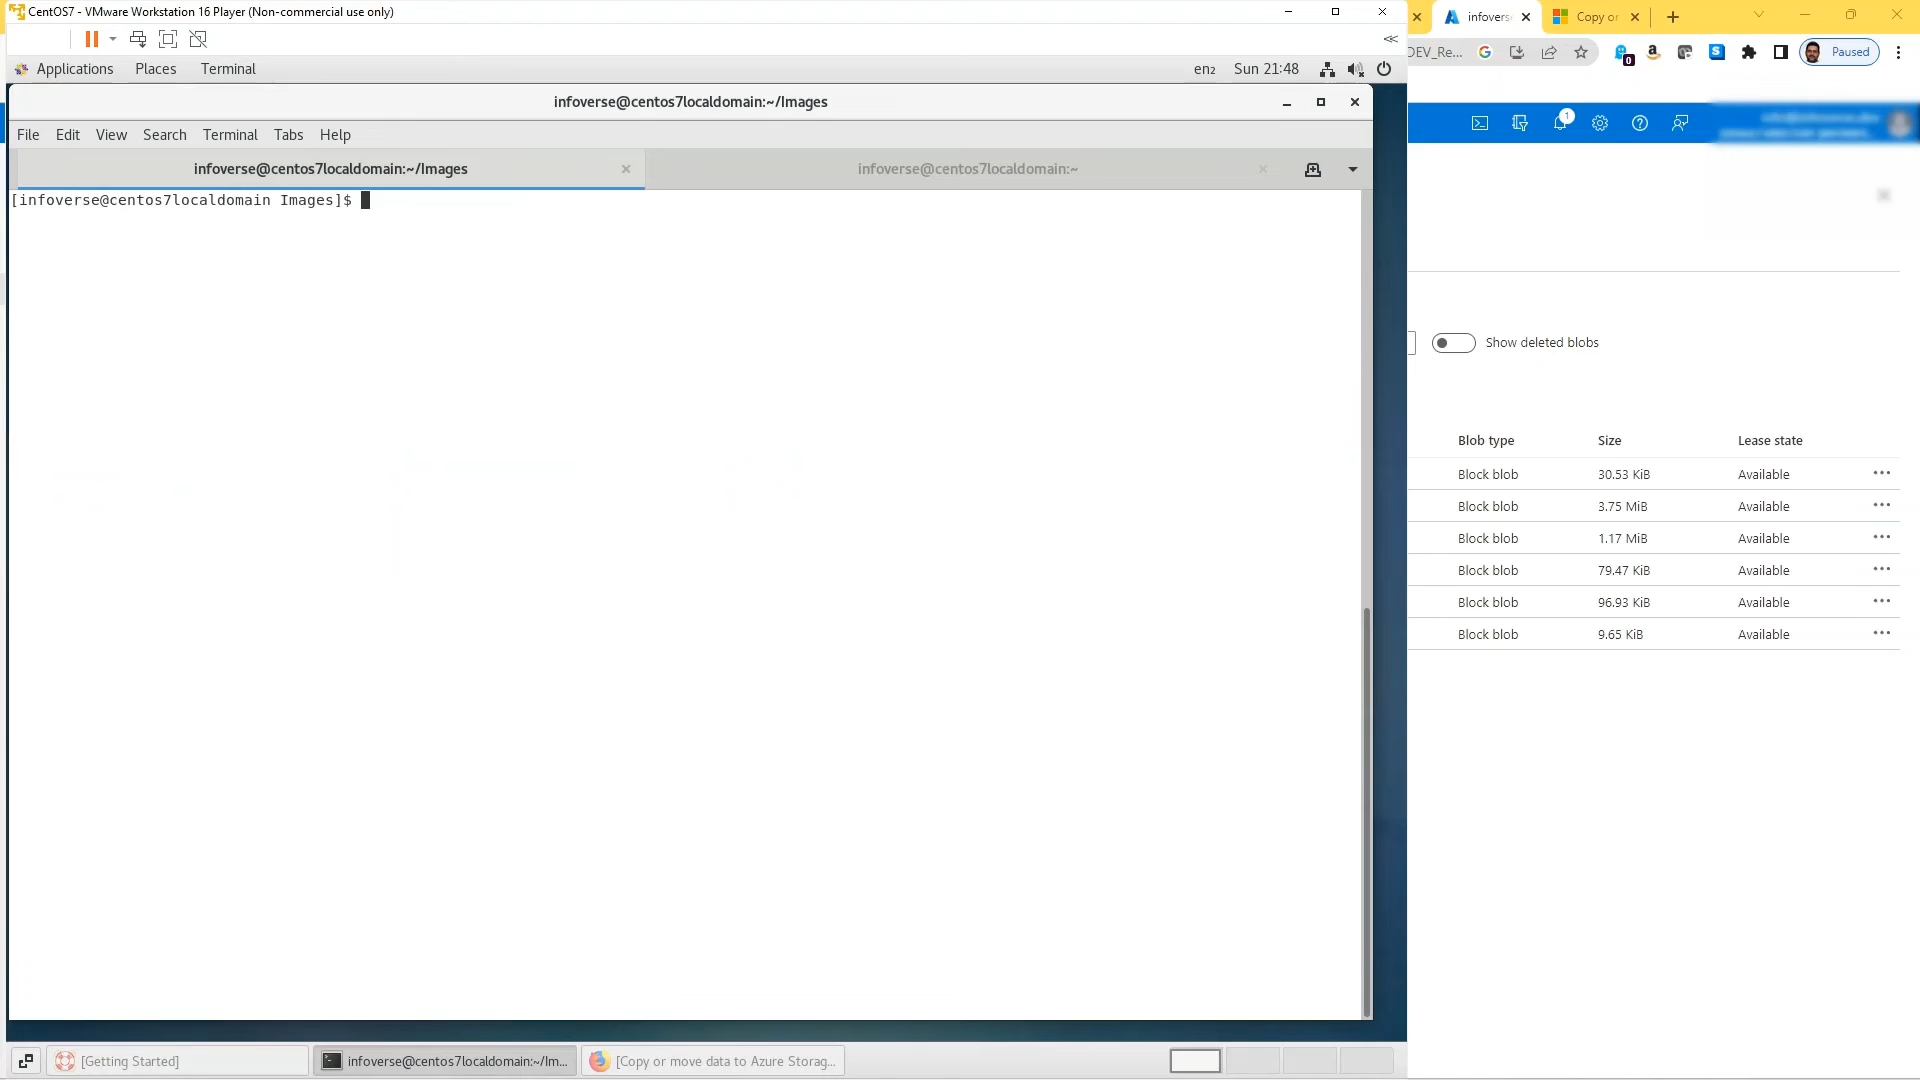 CentOS7 - VMware Workstation 16 Player (Non-commercial use only)
infovers
Copy or
DEV_Re...
0
Paused
Applications Places Terminal
en2 Sun 21:48
infoverse@centos7localdomain:~/Images
1
File Edit View Search Terminal Tabs Help
infoverse@centos7localdomain:~/Images
infoverse@centos7localdomain:~
[infoverse@centos7localdomain Images]$
Show deleted blobs
Blob type Size Lease state
Block blob 30.53 KiB Available
Block blob 3.75 MiB Available
Block blob 1.17 MiB Available
Block blob 79.47 KiB Available
Block blob 96.93 KiB Available
Block blob 9.65 KiB Available
[Getting Started]
infoverse@centos7localdomain:~/Im...
[Copy or move data to Azure Storag...